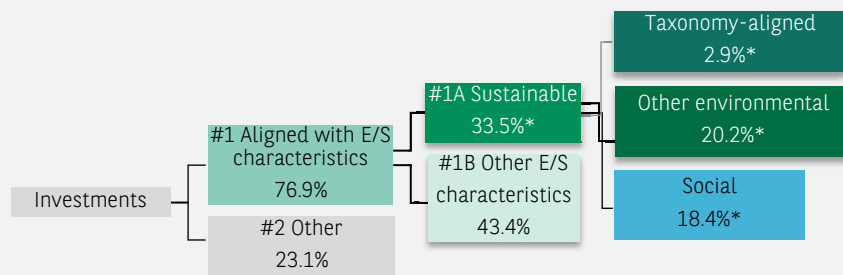 Investments
#1 Aligned with E/S
characteristics
76.9%
#2 Other
23.1%
#1A Sustainable
33.5%*
#1B Other E/S
characteristics
43.4%
Taxonomy-aligned
2.9%*
Other environmental
20.2%*
Social
18.4%*